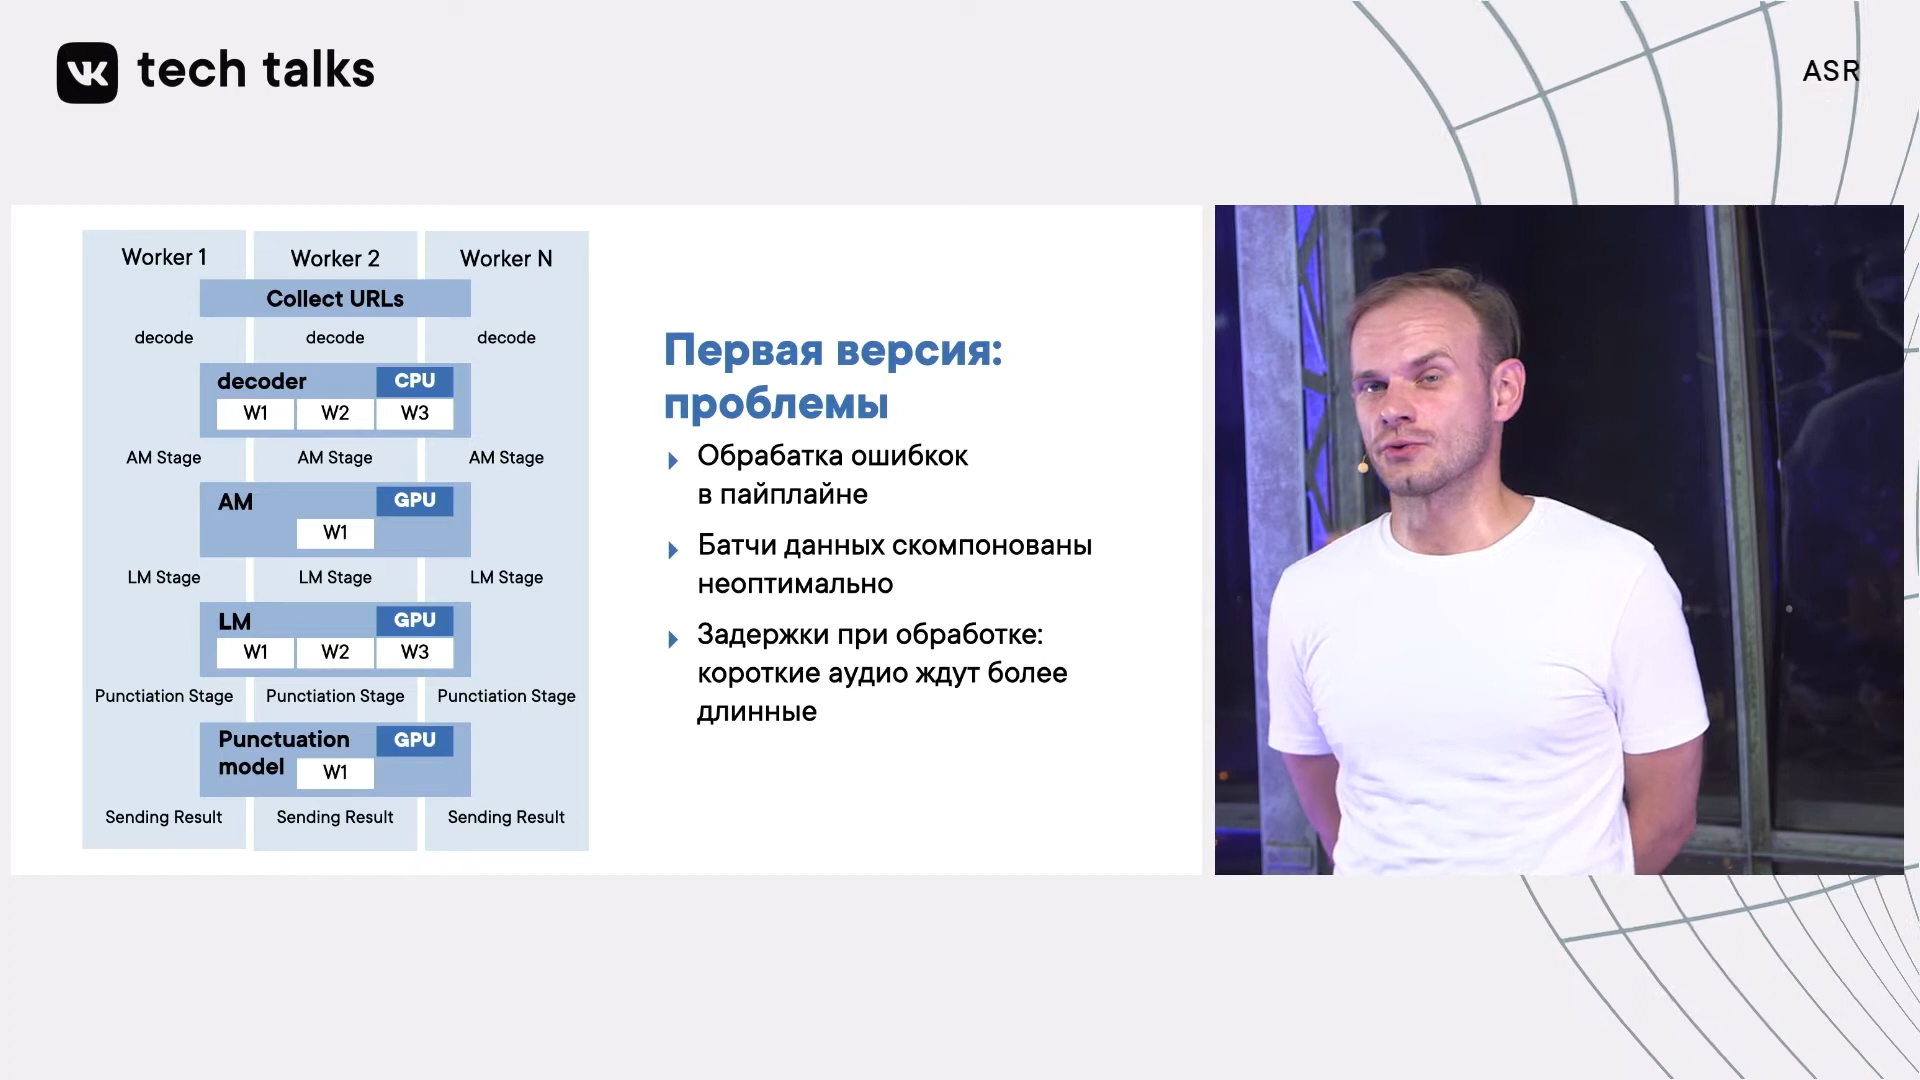 VK tech talks
ASR
Worker 1 Worker 2 Worker N
Collect URLs
decode decode decode
decoder CPU
W1 W2 W3
AM Stage AM Stage AM Stage
AM GPU
W1
LM Stage LM Stage LM Stage
LM GPU
W1 W2 W3
Punctiation Stage Punctiation Stage Punctiation Stage
Punctuation GPU
model W1
Sending Result Sending Result Sending Result
Первая версия:
проблемы
Обрабатка ошибкок
в пайплайне
Батчи данных скомпонованы
неоптимально
Задержки при обработке:
короткие аудио ждут более
длинные